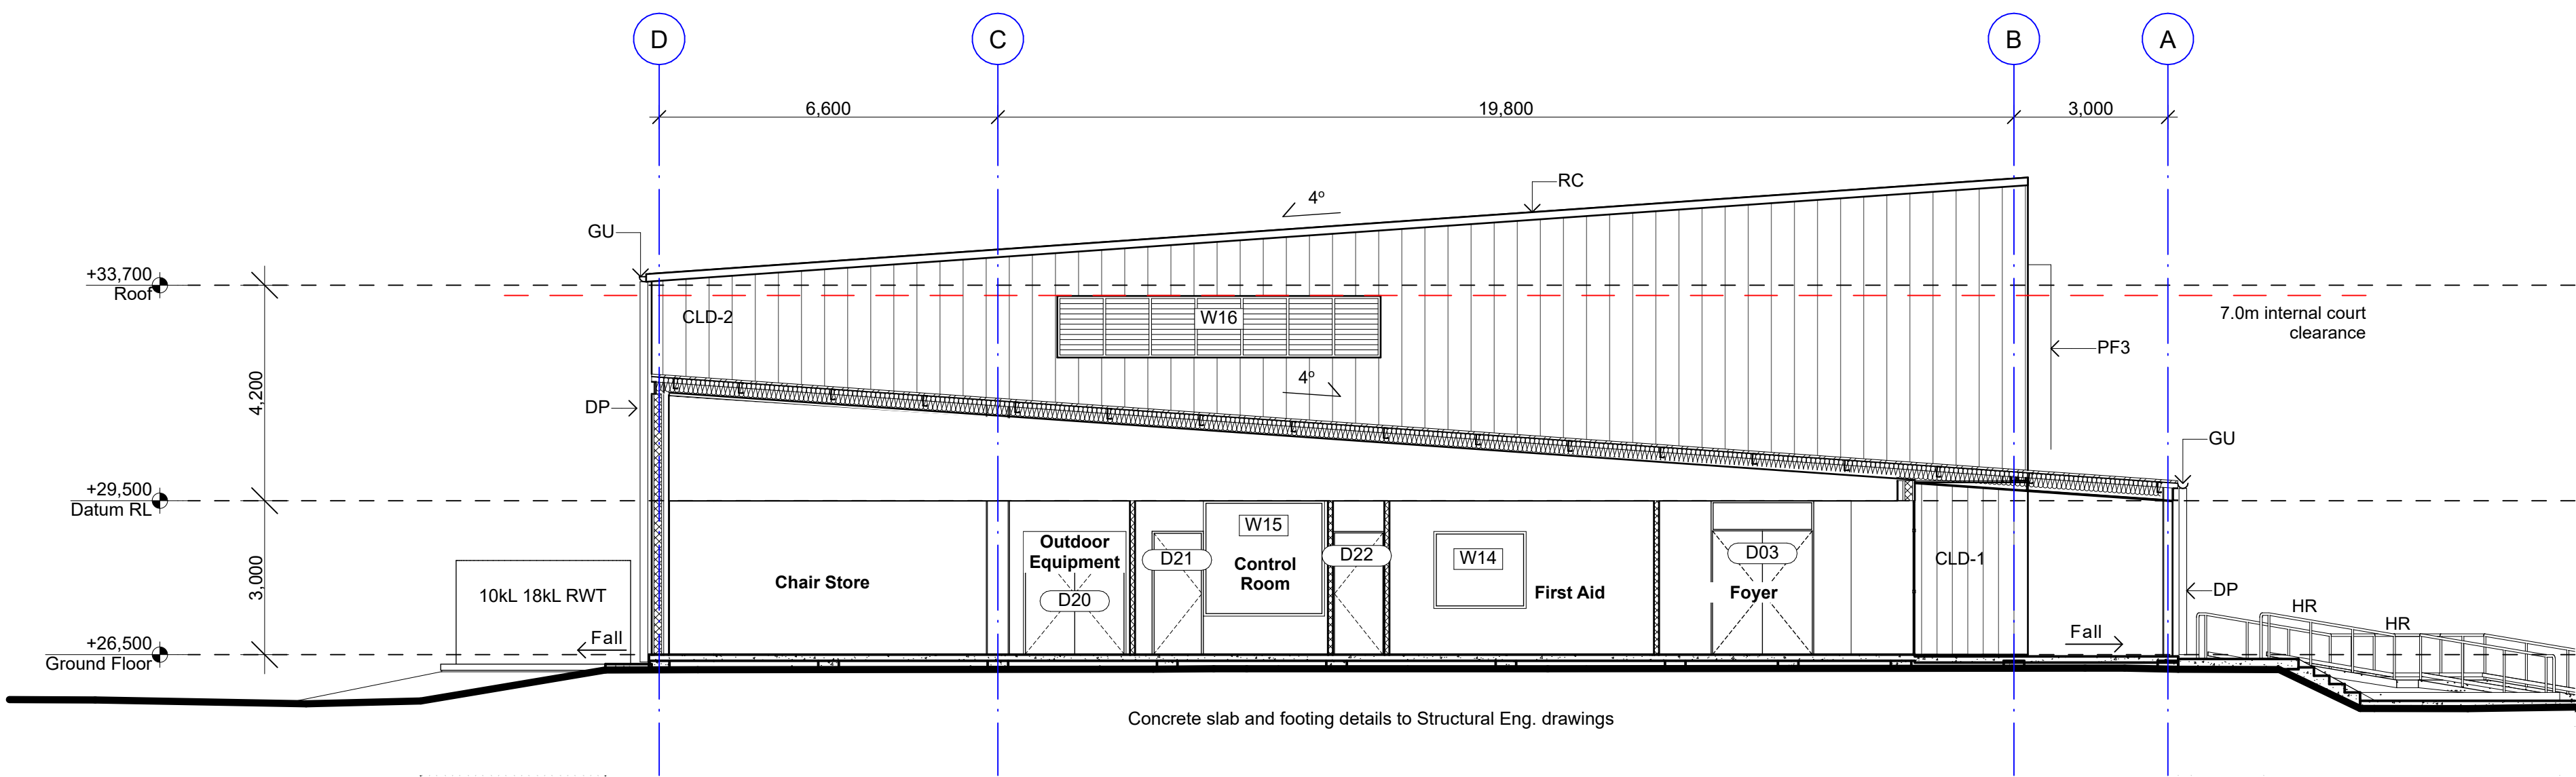 D
C
B
A
6,600
19,800
3,000
RC
4º
GU
+33,700
Roof
CLD-2
W16
7.0m internal court
clearance
PF3
4º
4,200
DP
GU
+29,500
Datum RL
W15
Outdoor
Equipment
D21
Control
Room
D22
W14
D03
CLD-1
Chair Store
D20
First Aid
Foyer
3,000
10kL 18kL RWT
DP
HR
HR
Fall
Fall
+26,500
Ground Floor
Concrete slab and footing details to Structural Eng. drawings